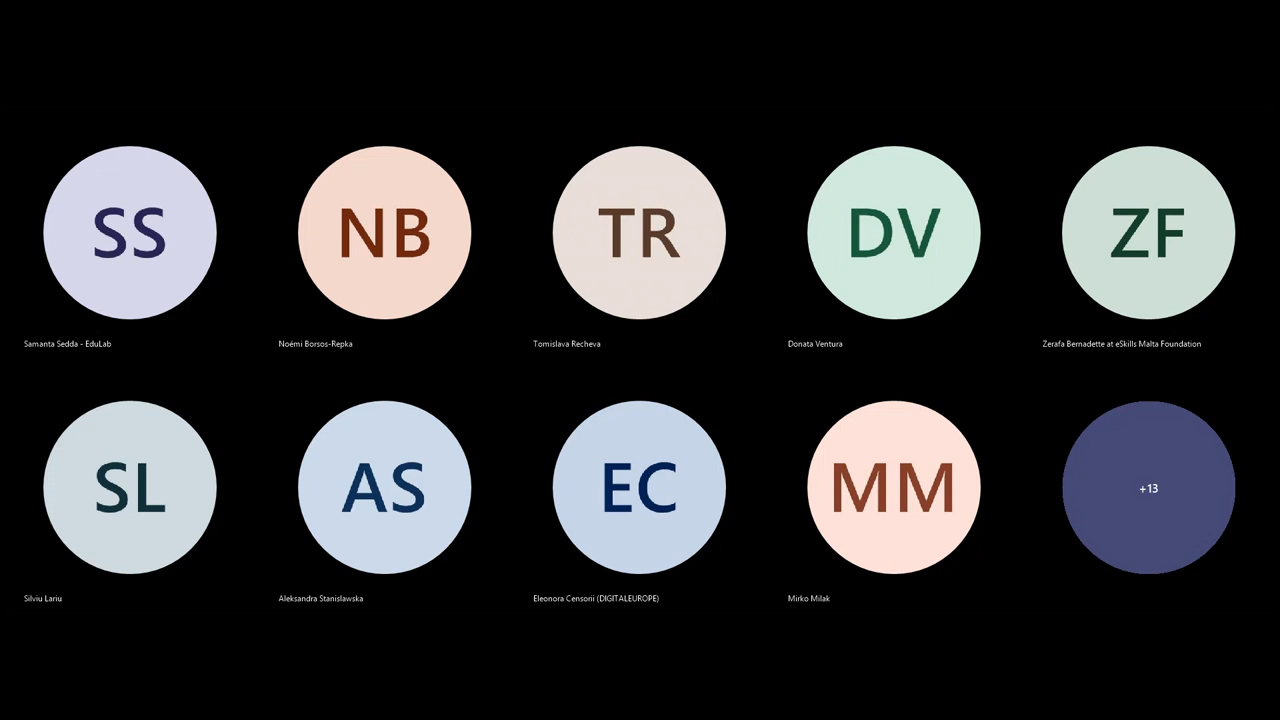 SS
NB
TR
DV
ZF
Samanta Sedda - EduLab
Noémi Borsos-Repka
Tomislava Recheva
Donata Ventura
Zerafa Bernadette at eSkills Malta Foundation
SL
AS
EC
MM
+13
Silviu Lariu
Aleksandra Stanislawska
Eleonora Censorii (DIGITALEUROPE)
Mirko Milak